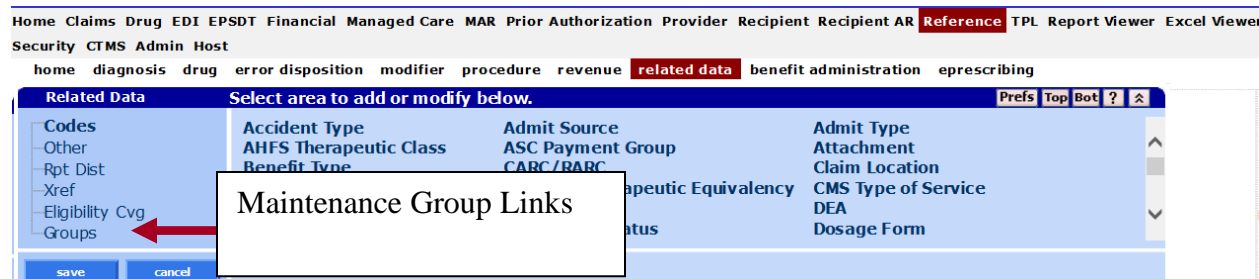 Home Claims Drug EDI EPSDT Financial Managed Care MAR Prior Authorization Provider Recipient Recipient AR Reference TPL Report Viewer Excel Viewer
Security CTMS Admin Host
home diagnosis drug error disposition modifier procedure revenue related data benefit administration eprescribing
Related Data Select area to add or modify below. Prefs Top Bot ?
Codes Accident Type Admit Source Admit Type
Other AHFS Therapeutic Class ASC Payment Group Attachment
Rpt Dist Benefit Type CARC/RARC Claim Location
Xref apeutic Equivalency CMS Type of Service
Eligibility Cvg DEA
Groups atus Dosage Form
Maintenance Group Links
save cancel